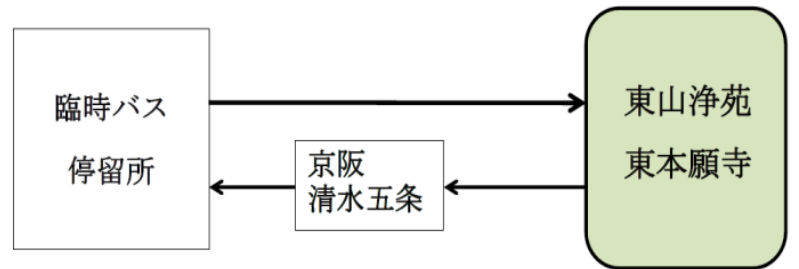 臨時バス
停留所
京阪
清水五条
東山浄苑
東本願寺